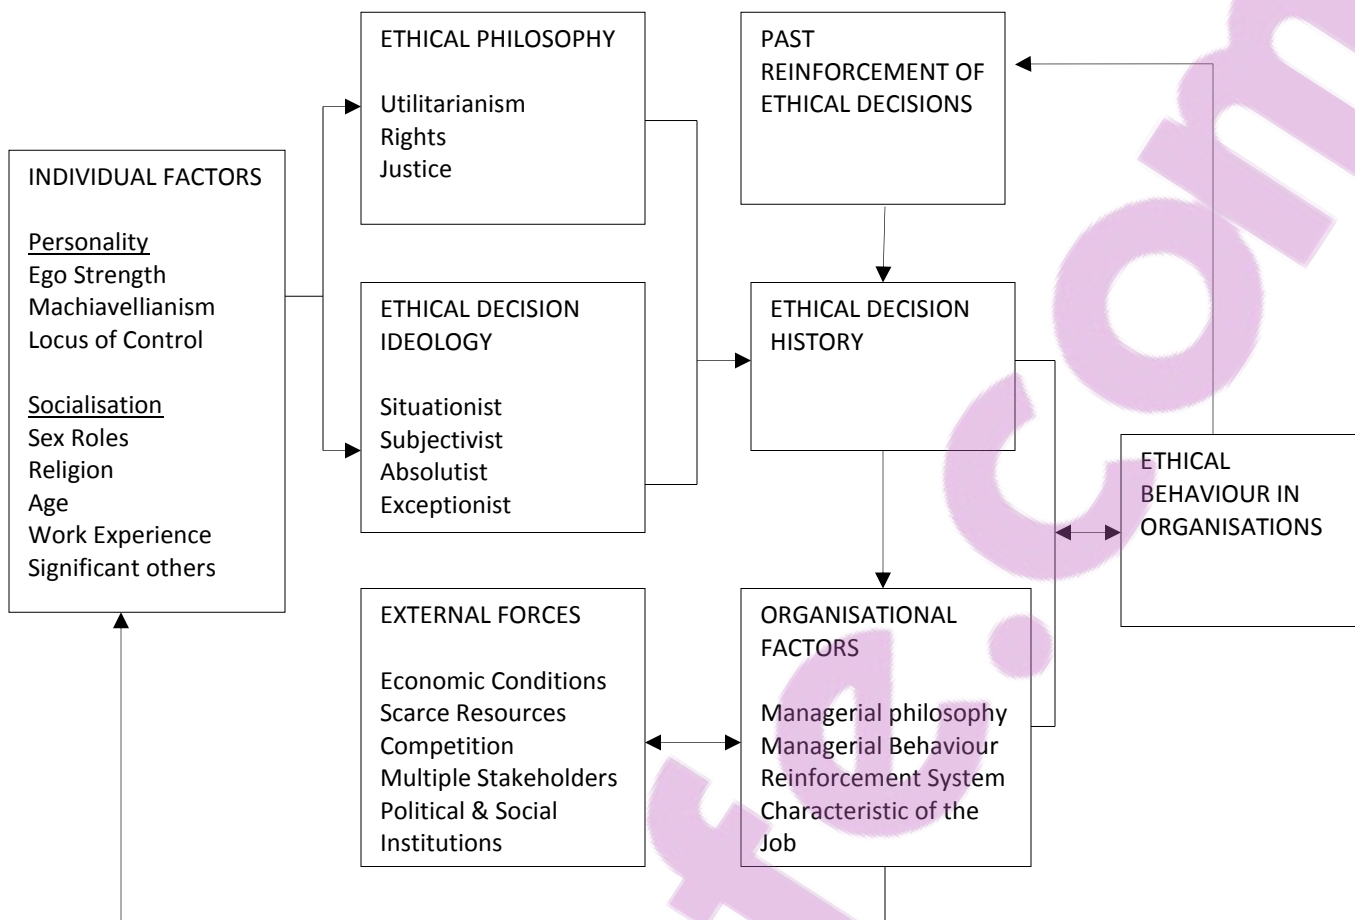 INDIVIDUAL FACTORS
Personality
Ego Strength
Machiavellianism
Locus of Control
Socialisation
Sex Roles
Religion
Age
Work Experience
Significant others
ETHICAL PHILOSOPHY
Utilitarianism
Rights
Justice
ETHICAL DECISION
IDEOLOGY
Situationist
Subjectivist
Absolutist
Exceptionist
EXTERNAL FORCES
Economic Conditions
Scarce Resources
Competition
Multiple Stakeholders
Political & Social
Institutions
PAST
REINFORCEMENT OF
ETHICAL DECISIONS
ETHICAL DECISION
HISTORY
ORGANISATIONAL
FACTORS
Managerial philosophy
Managerial Behaviour
Reinforcement System
Characteristic of the
Job
ETHICAL
BEHAVIOUR IN
ORGANISATIONS
fe.com